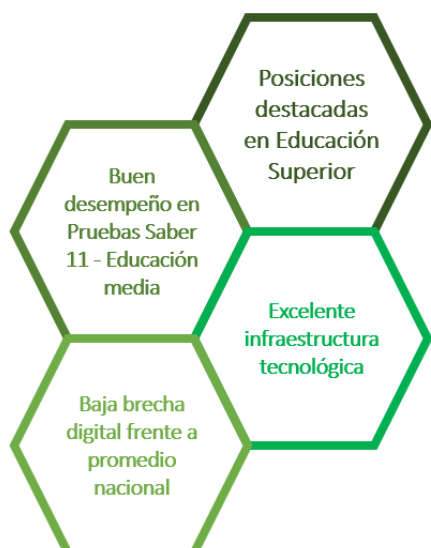 Posiciones
destacadas
en Educación
Superior
Buen
desempeño en
Pruebas Saber
11 - Educación
media
Excelente
infraestructura
tecnológica
Baja brecha
digital frente a
promedio
nacional